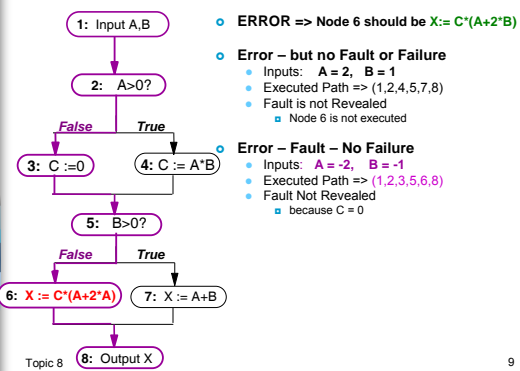 1: Input A,B
2: A>0?
False True
3: C :=0
4: C := A*B
5: B>0?
False True
6: X := C*(A+2*A)
7: X := A+B
8: Output X
ERROR => Node 6 should be X:= C*(A+2*B)
Error – but no Fault or Failure
Inputs: A = 2, B = 1
Executed Path => (1,2,4,5,7,8)
Fault is not Revealed
Node 6 is not executed
Error – Fault – No Failure
Inputs: A = -2, B = -1
Executed Path => (1,2,3,5,6,8)
Fault Not Revealed
because C = 0
Topic 8
9